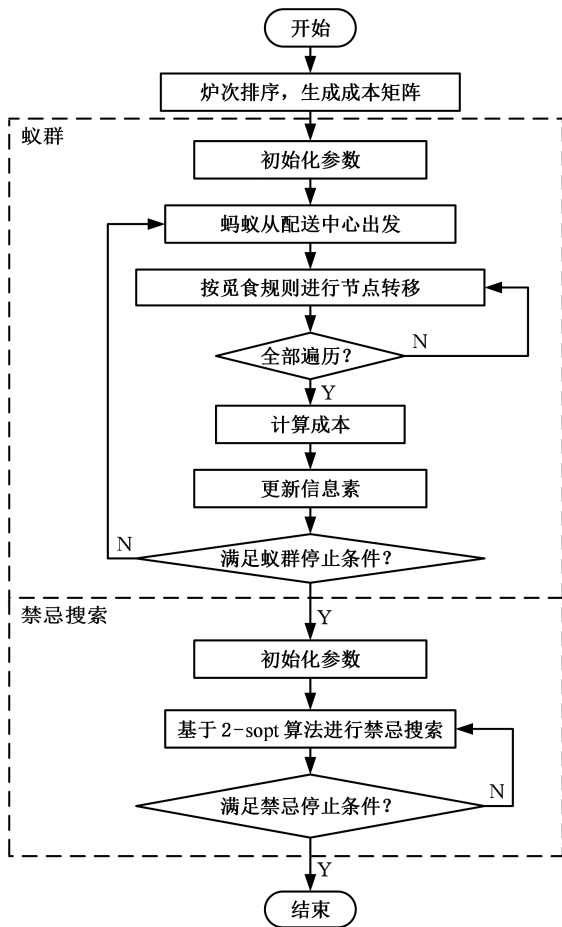 开始
炉次排序，生成成本矩阵
蚁群
初始化参数
蚂蚁从配送中心出发
按觅食规则进行节点转移
全部遍历？
N
Y
计算成本
更新信息素
满足蚁群停止条件？
N
Y
禁忌搜索
初始化参数
基于2-sopt算法进行禁忌搜索
满足禁忌停止条件？
N
Y
结束